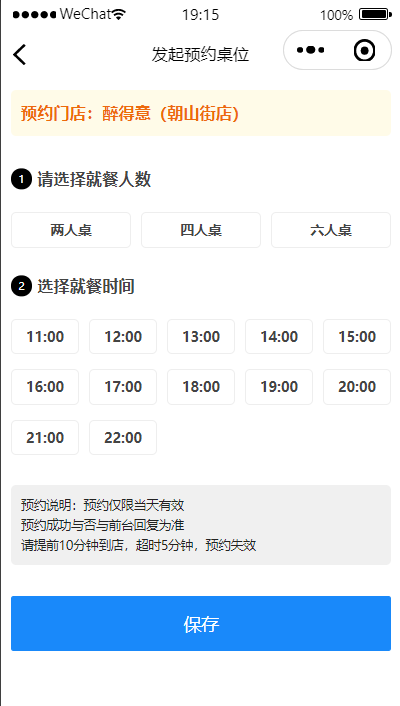 WeChat 19:15 100%
发起预约桌位
预约门店：醉得意（朝山街店）
1 请选择就餐人数
两人桌 四人桌 六人桌
2 选择就餐时间
11:00 12:00 13:00 14:00 15:00
16:00 17:00 18:00 19:00 20:00
21:00 22:00
预约说明：预约仅限当天有效
预约成功与否与前台回复为准
请提前10分钟到店，超时5分钟，预约失效
保存